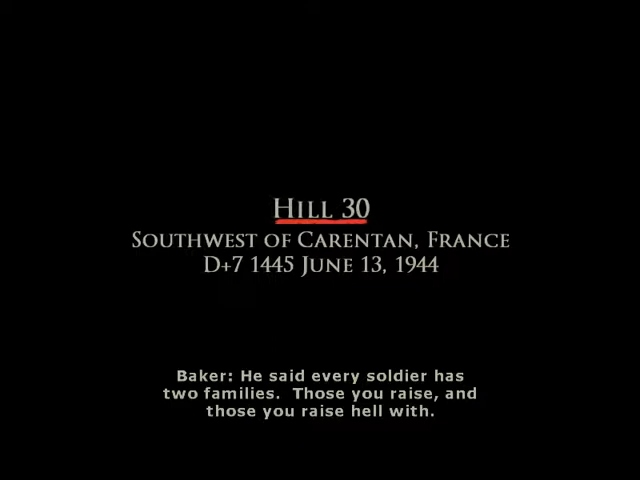 Hill 30
Southwest of Carentan, France
D+7 1445 June 13, 1944
Baker: He said every soldier has
two families.  Those you raise, and
those you raise hell with.